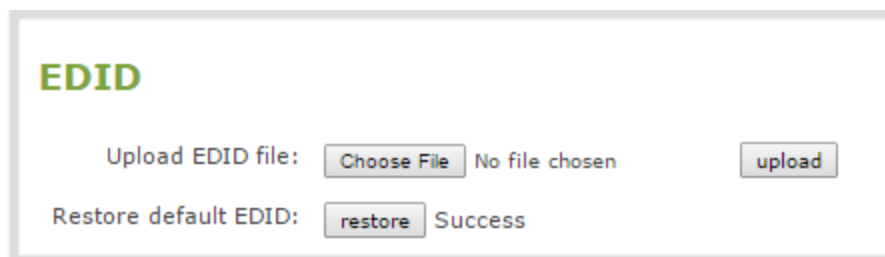 EDID
Upload EDID file: Choose File No file chosen upload
Restore default EDID: restore Success